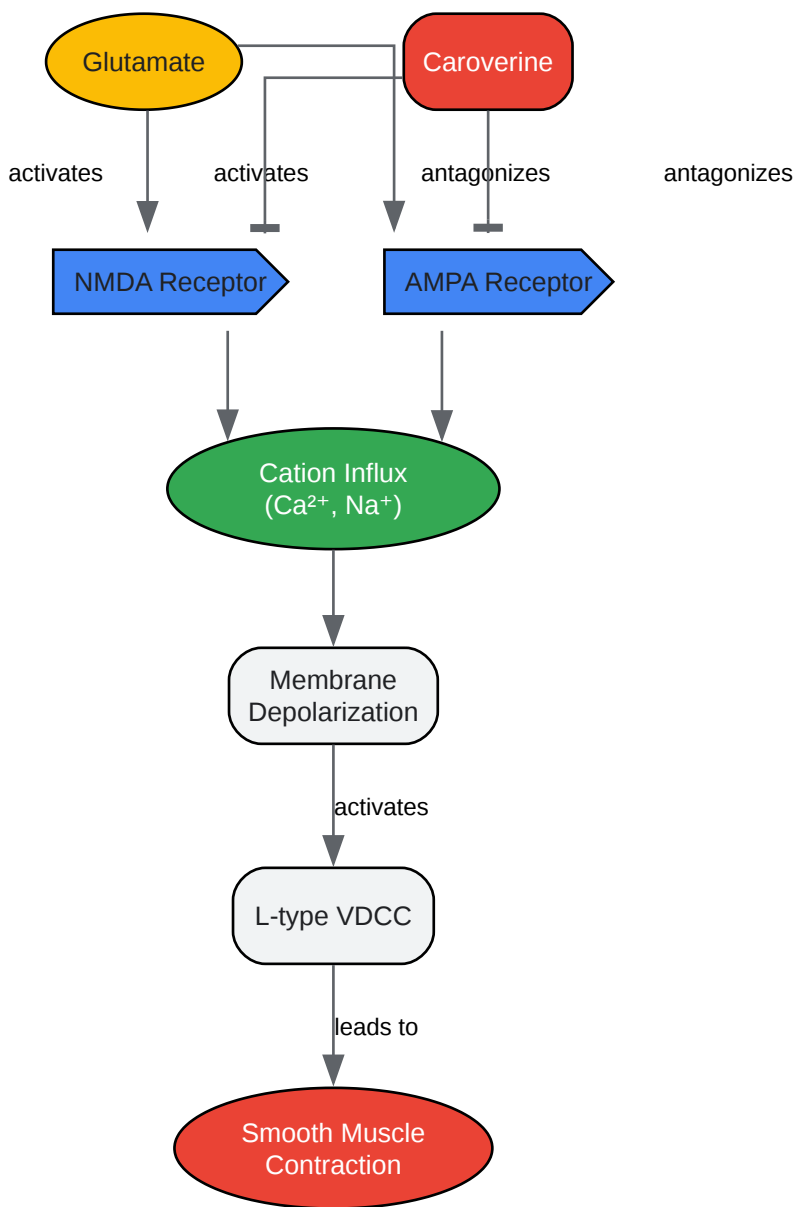 Glutamate
Caroverine
activates
activates
antagonizes
antagonizes
NMDA Receptor
AMPA Receptor
Cation Influx
(Ca²⁺, Na⁺)
Membrane
Depolarization
activates
L-type VDCC
leads to
Smooth Muscle
Contraction